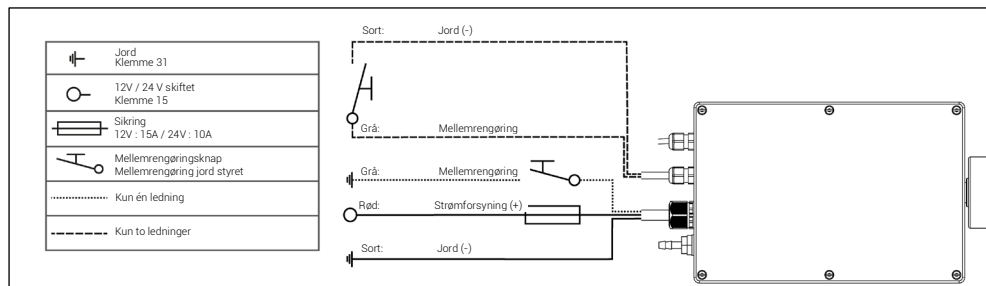 Jord
Klemme 31
12V / 24 V skiftet
Klemme 15
Sikring
12V : 15A / 24V : 10A
Mellemrengøringsknap
Mellemrengøring jord styret
Kun én ledning
Kun to ledninger
Sort: Jord (-)
Grå: Mellemrengøring
Grå: Mellemrengøring
Rød: Strømforsyning (+)
Sort: Jord (-)